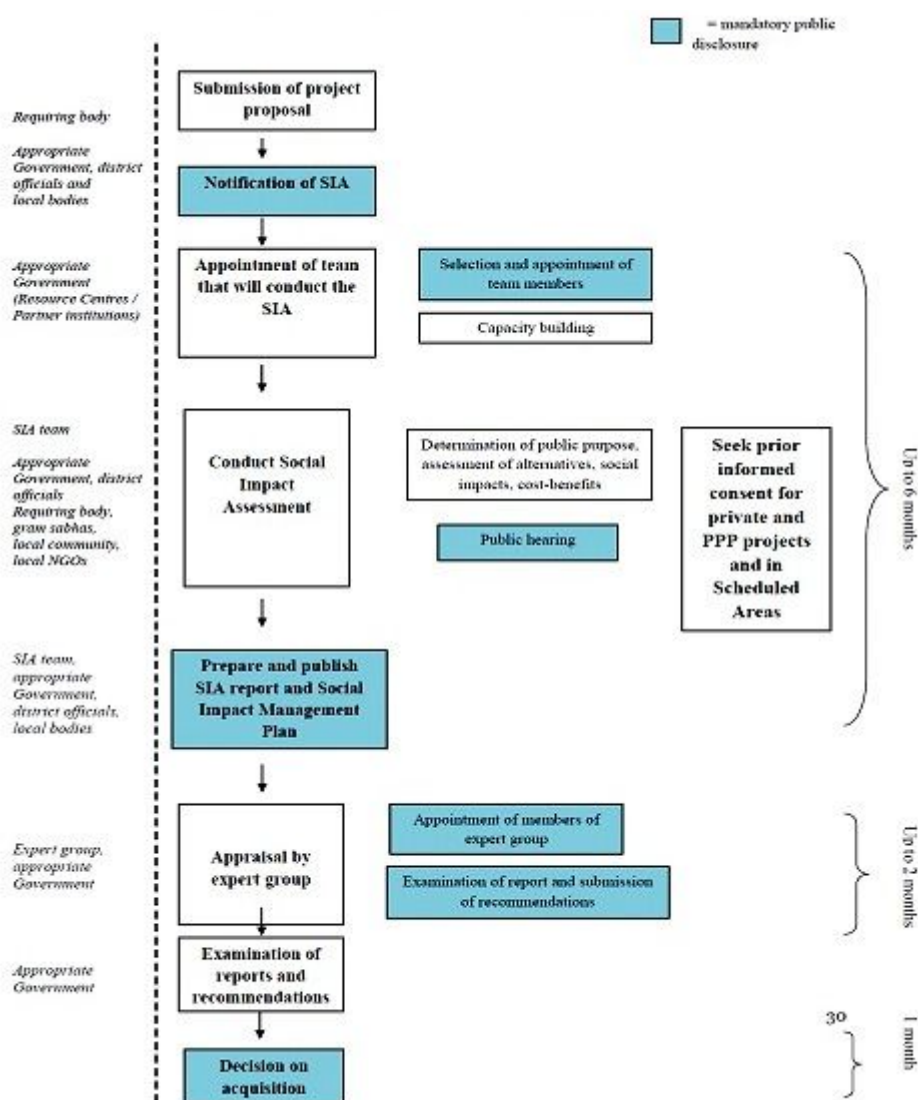 = mandatory public
disclosure
Submission of project
proposal
Requiring body
Appropriate
Government, district
officials and
local bodies
Notification of SIA
Appropriate
Government
(Resource Centres /
Partner institutions)
Appointment of team
that will conduct the
SIA
Selection and appointment of
team members
Capacity building
SIA team
Appropriate
Government, district
officials
Requiring body,
gram sabhas,
local community,
local NGOs
Conduct Social
Impact
Assessment
Determination of public purpose,
assessment of alternatives, social
impacts, cost-benefits
Public hearing
Seek prior
informed
consent for
private and
PPP projects
and in
Scheduled
Areas
Up to 6 months
SIA team,
appropriate
Government,
district officials,
local bodies
Prepare and publish
SIA report and Social
Impact Management
Plan
Expert group,
appropriate
Government
Appraisal by
expert group
Appointment of members of
expert group
Examination of report and submission
of recommendations
Up to 2 months
Appropriate
Government
Examination of
reports and
recommendations
30
1 month
Decision on
acquisition